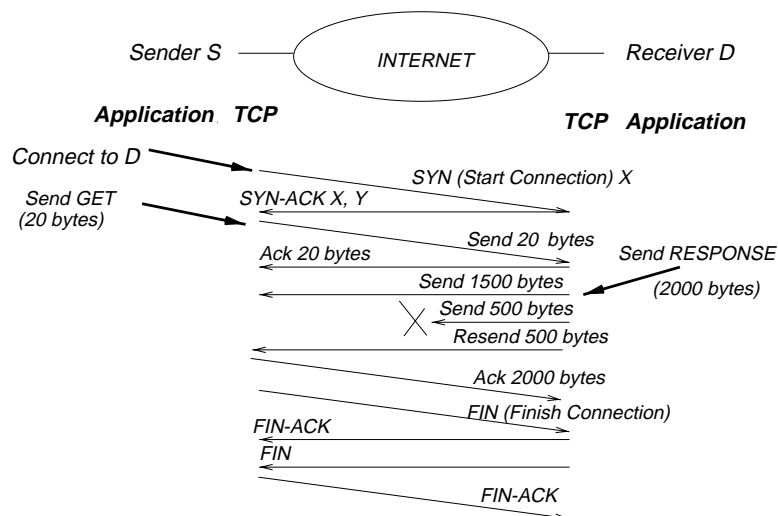 Sender S
INTERNET
Receiver D
Application TCP
TCP Application
Connect to D
SYN (Start Connection) X
SYN-ACK X, Y
Send GET
(20 bytes)
Send 20 bytes
Ack 20 bytes
Send RESPONSE
(2000 bytes)
Send 1500 bytes
Send 500 bytes
Resend 500 bytes
Ack 2000 bytes
FIN (Finish Connection)
FIN-ACK
FIN
FIN-ACK